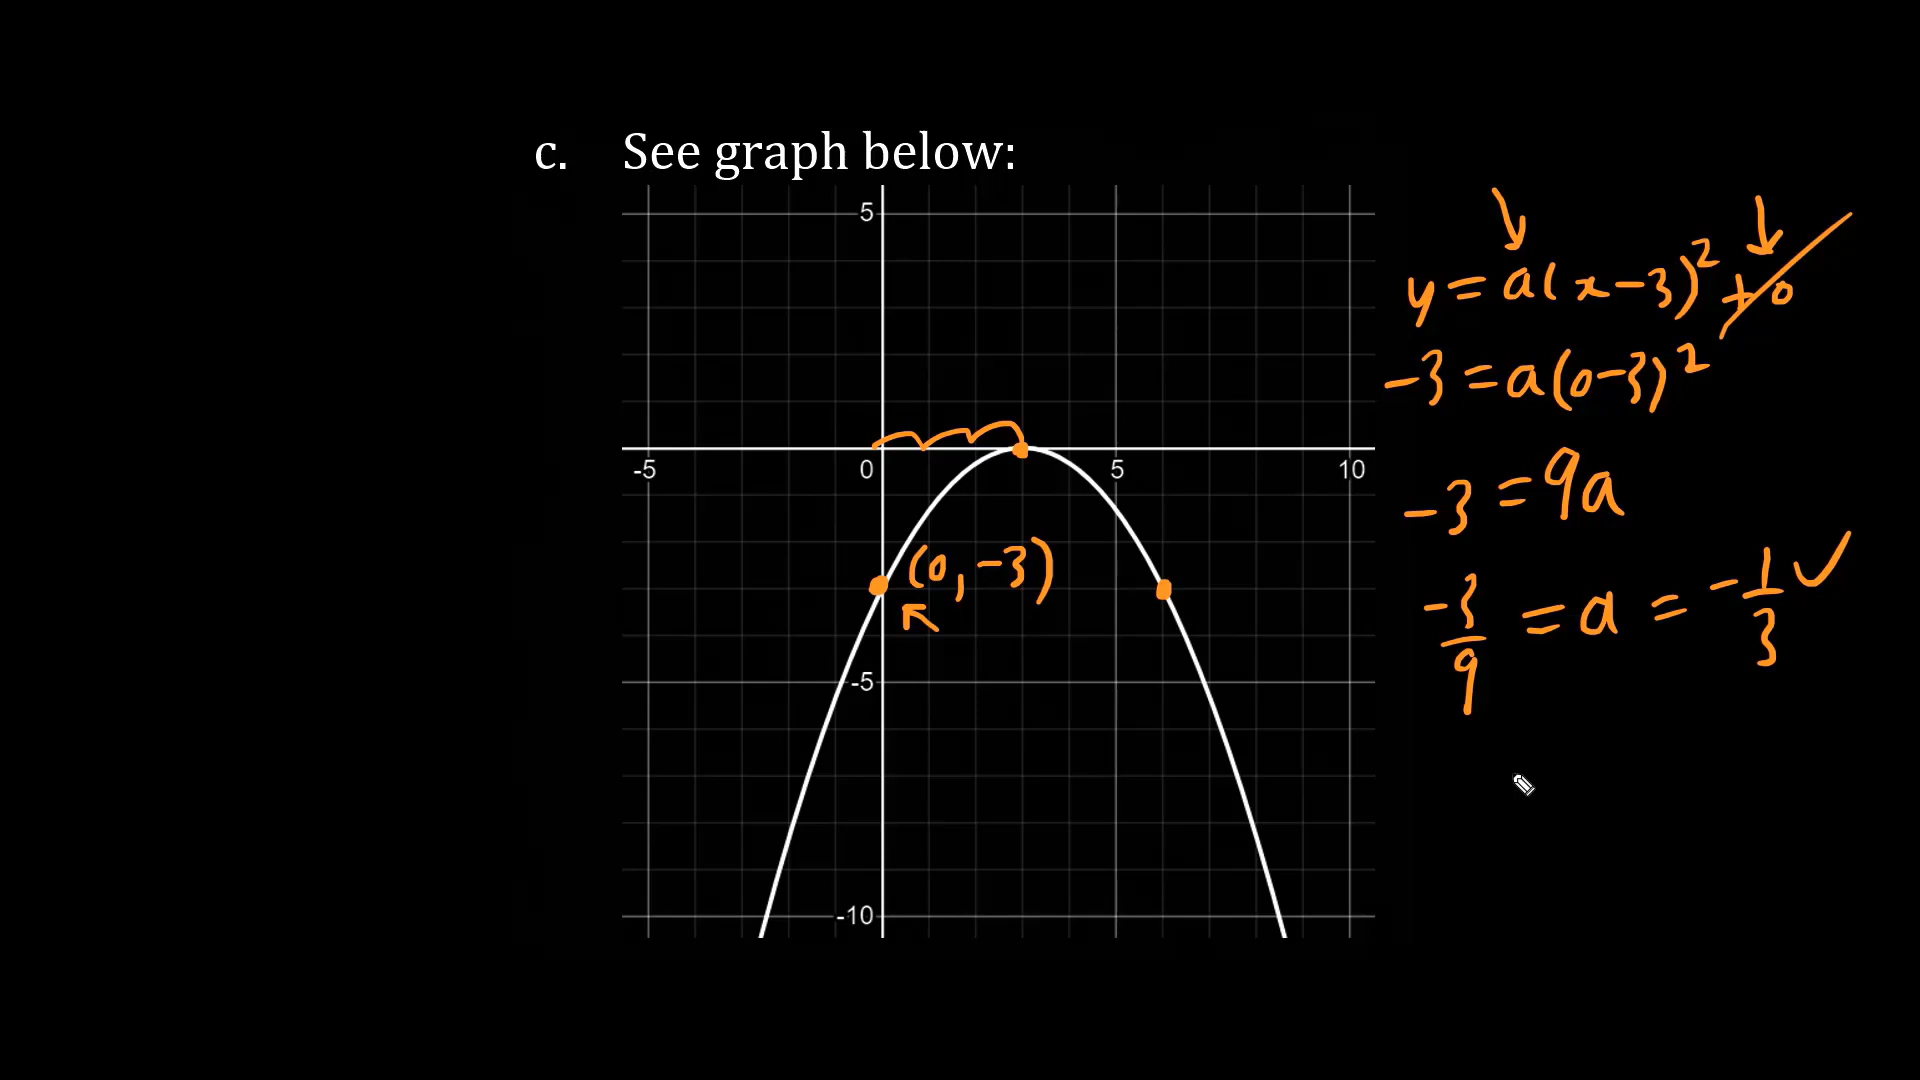 c. See graph below:
5
y = a(x-3)² + 0
-3 = a(0-3)²
-5 0 5 10
-3 = 9a
(0, -3)
-3/9 = a = -1/3 ✓
-5
-10